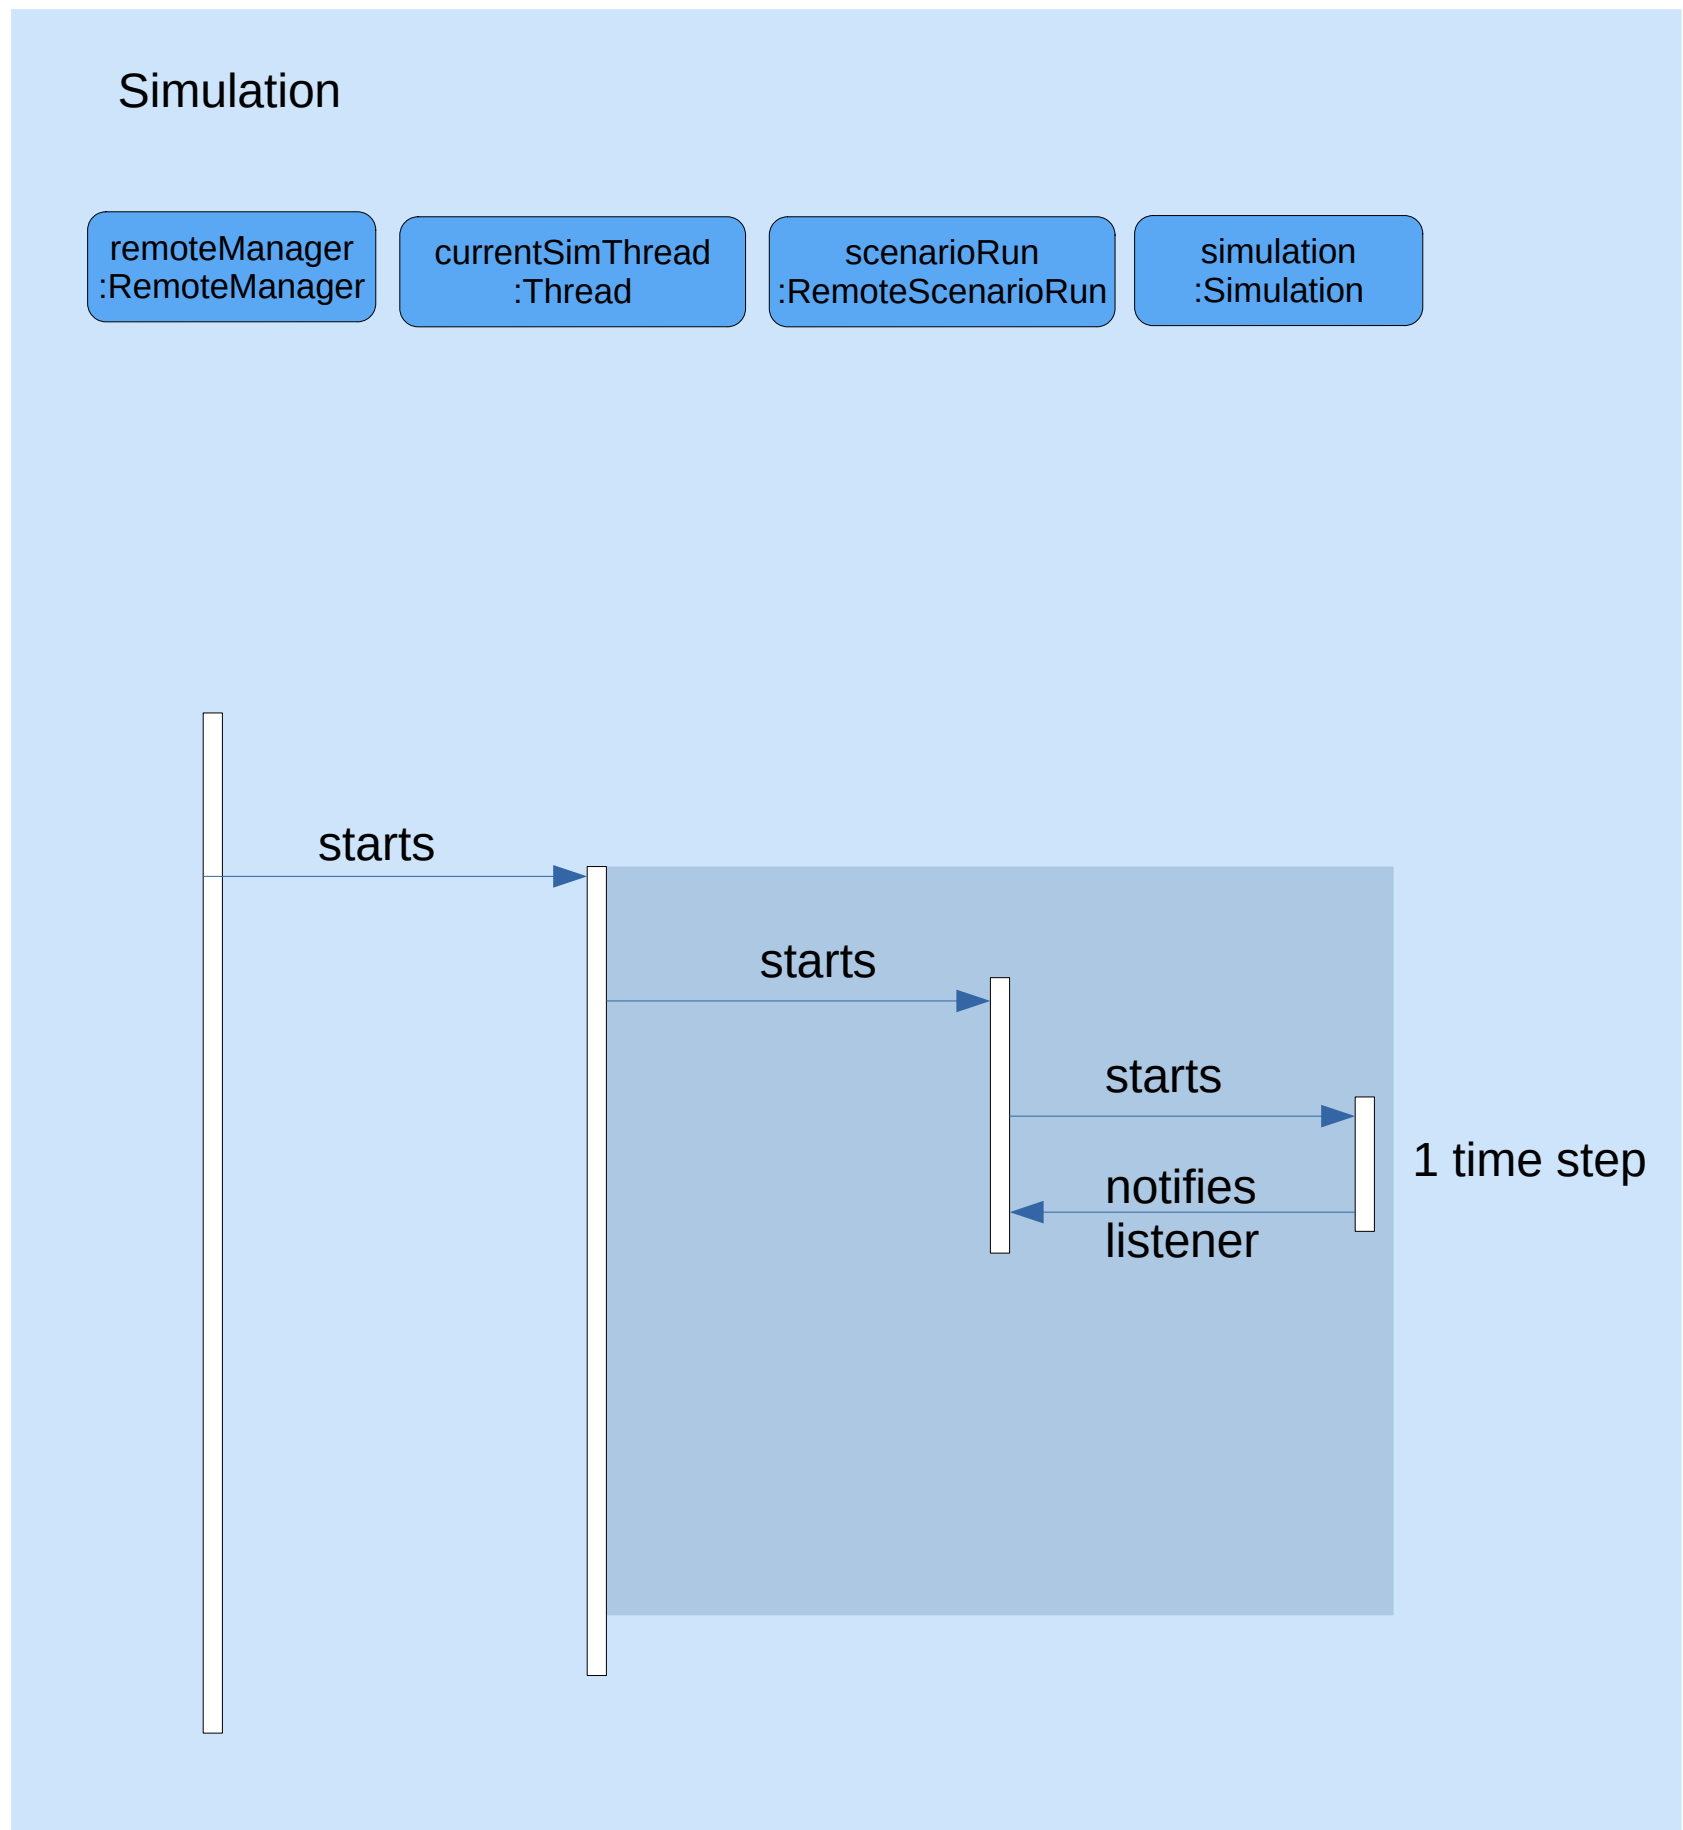 Simulation
remoteManager
:RemoteManager
currentSimThread
:Thread
scenarioRun
:RemoteScenarioRun
simulation
:Simulation
starts
starts
starts
1 time step
notifies
listener